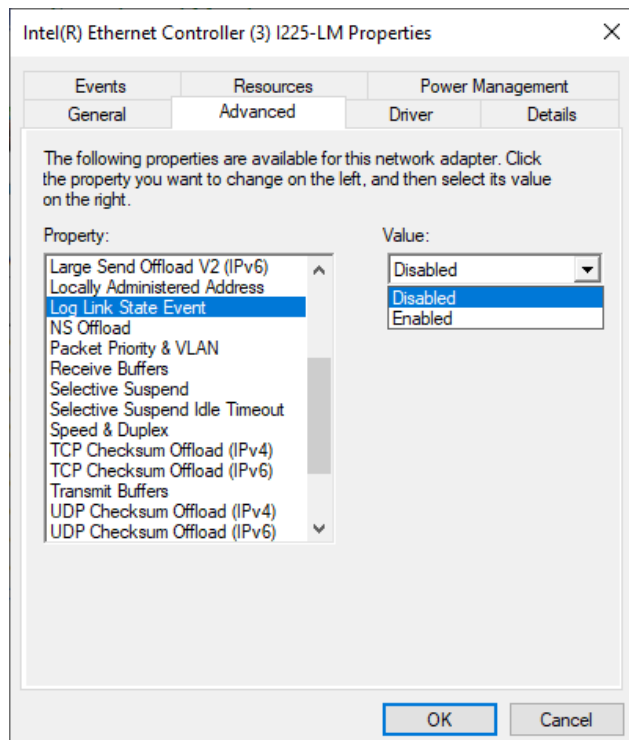 Intel(R) Ethernet Controller (3) I225-LM Properties
Events
Resources
Power Management
General
Advanced
Driver
Details
The following properties are available for this network adapter. Click
the property you want to change on the left, and then select its value
on the right.
Property:
Value:
Large Send Offload V2 (IPv6)
Locally Administered Address
Log Link State Event
NS Offload
Packet Priority & VLAN
Receive Buffers
Selective Suspend
Selective Suspend Idle Timeout
Speed & Duplex
TCP Checksum Offload (IPv4)
TCP Checksum Offload (IPv6)
Transmit Buffers
UDP Checksum Offload (IPv4)
UDP Checksum Offload (IPv6)
Disabled
Disabled
Enabled
OK
Cancel